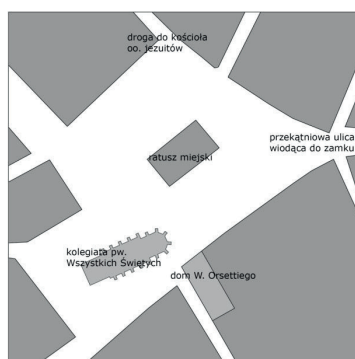 droga do kościoła
oo. jezuitów
przekątniowa ulica
wiodąca do zamku
ratusz miejski
kolegiata pw.
Wszystkich Świętych
dom W. Orsettiego